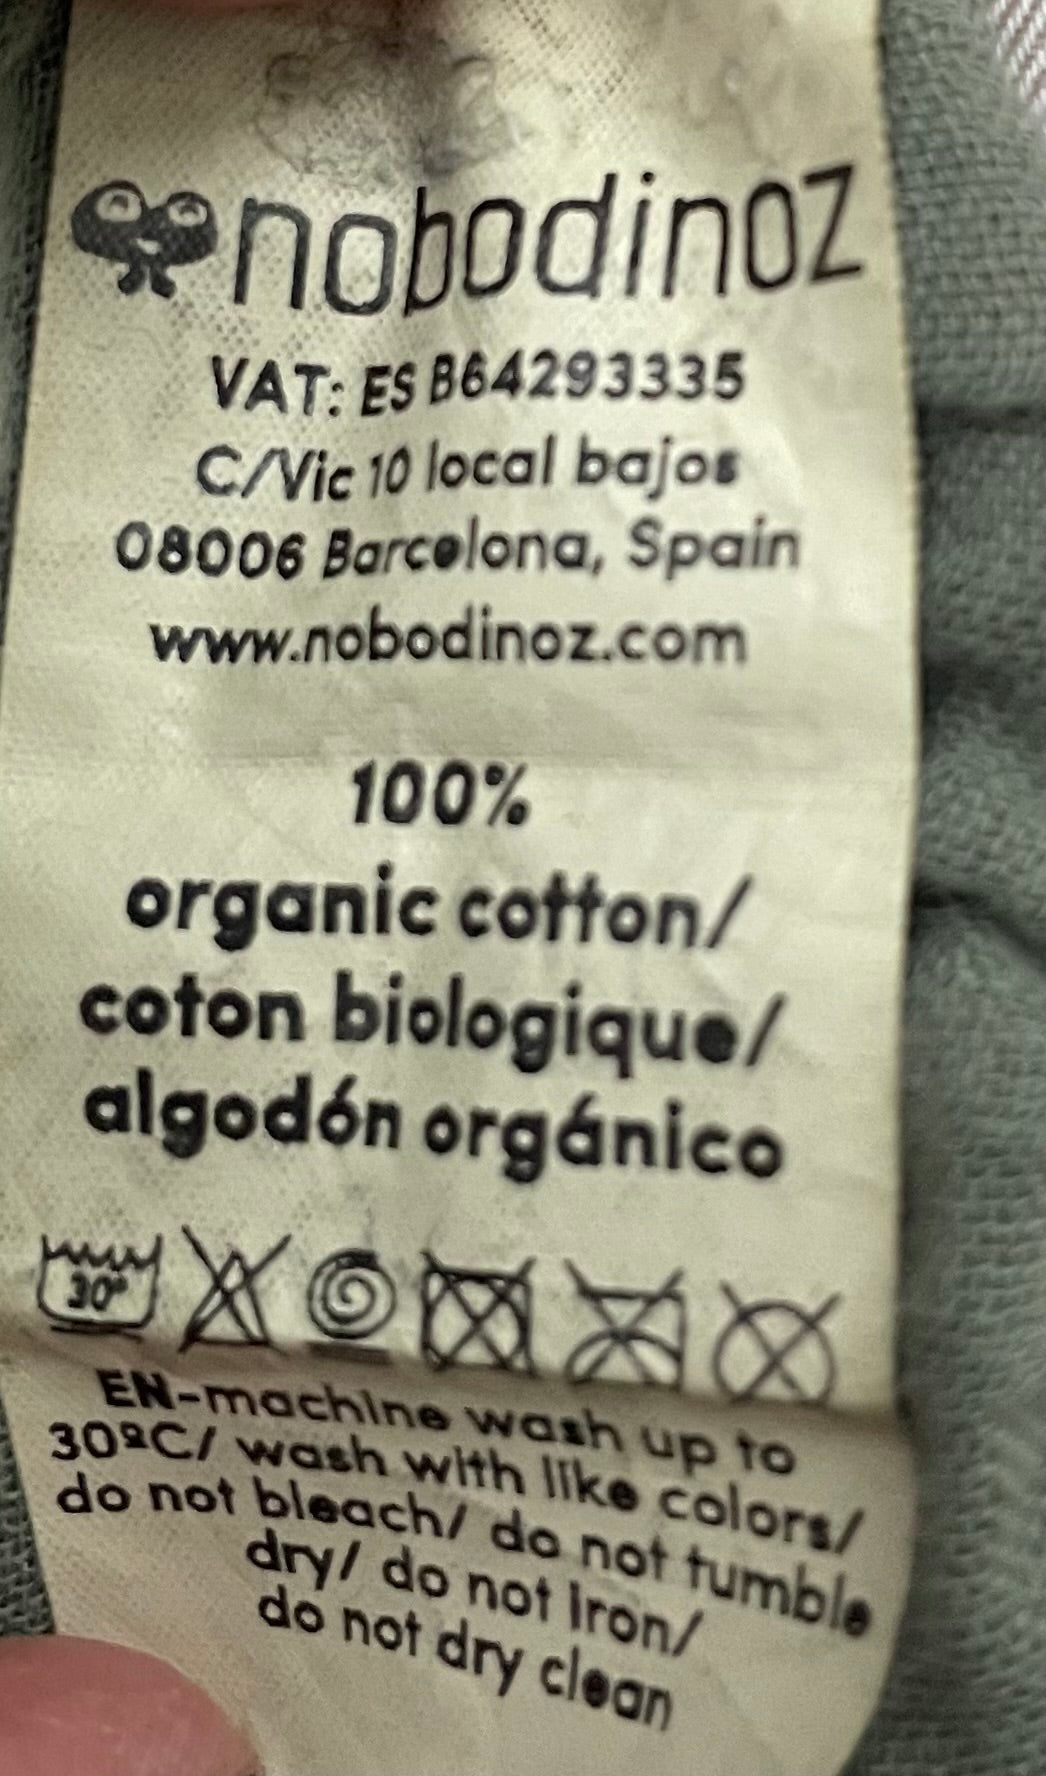 nobodinoz
VAT: ES B64293335
C/Vic 10 local bajos
08006 Barcelona, Spain
www.nobodinoz.com
100%
organic cotton/
coton biologique/
algodón orgánico
30º
EN-machine wash up to
30ºC/ wash with like colors/
do not bleach/ do not tumble
dry/ do not Iron/
do not dry clean